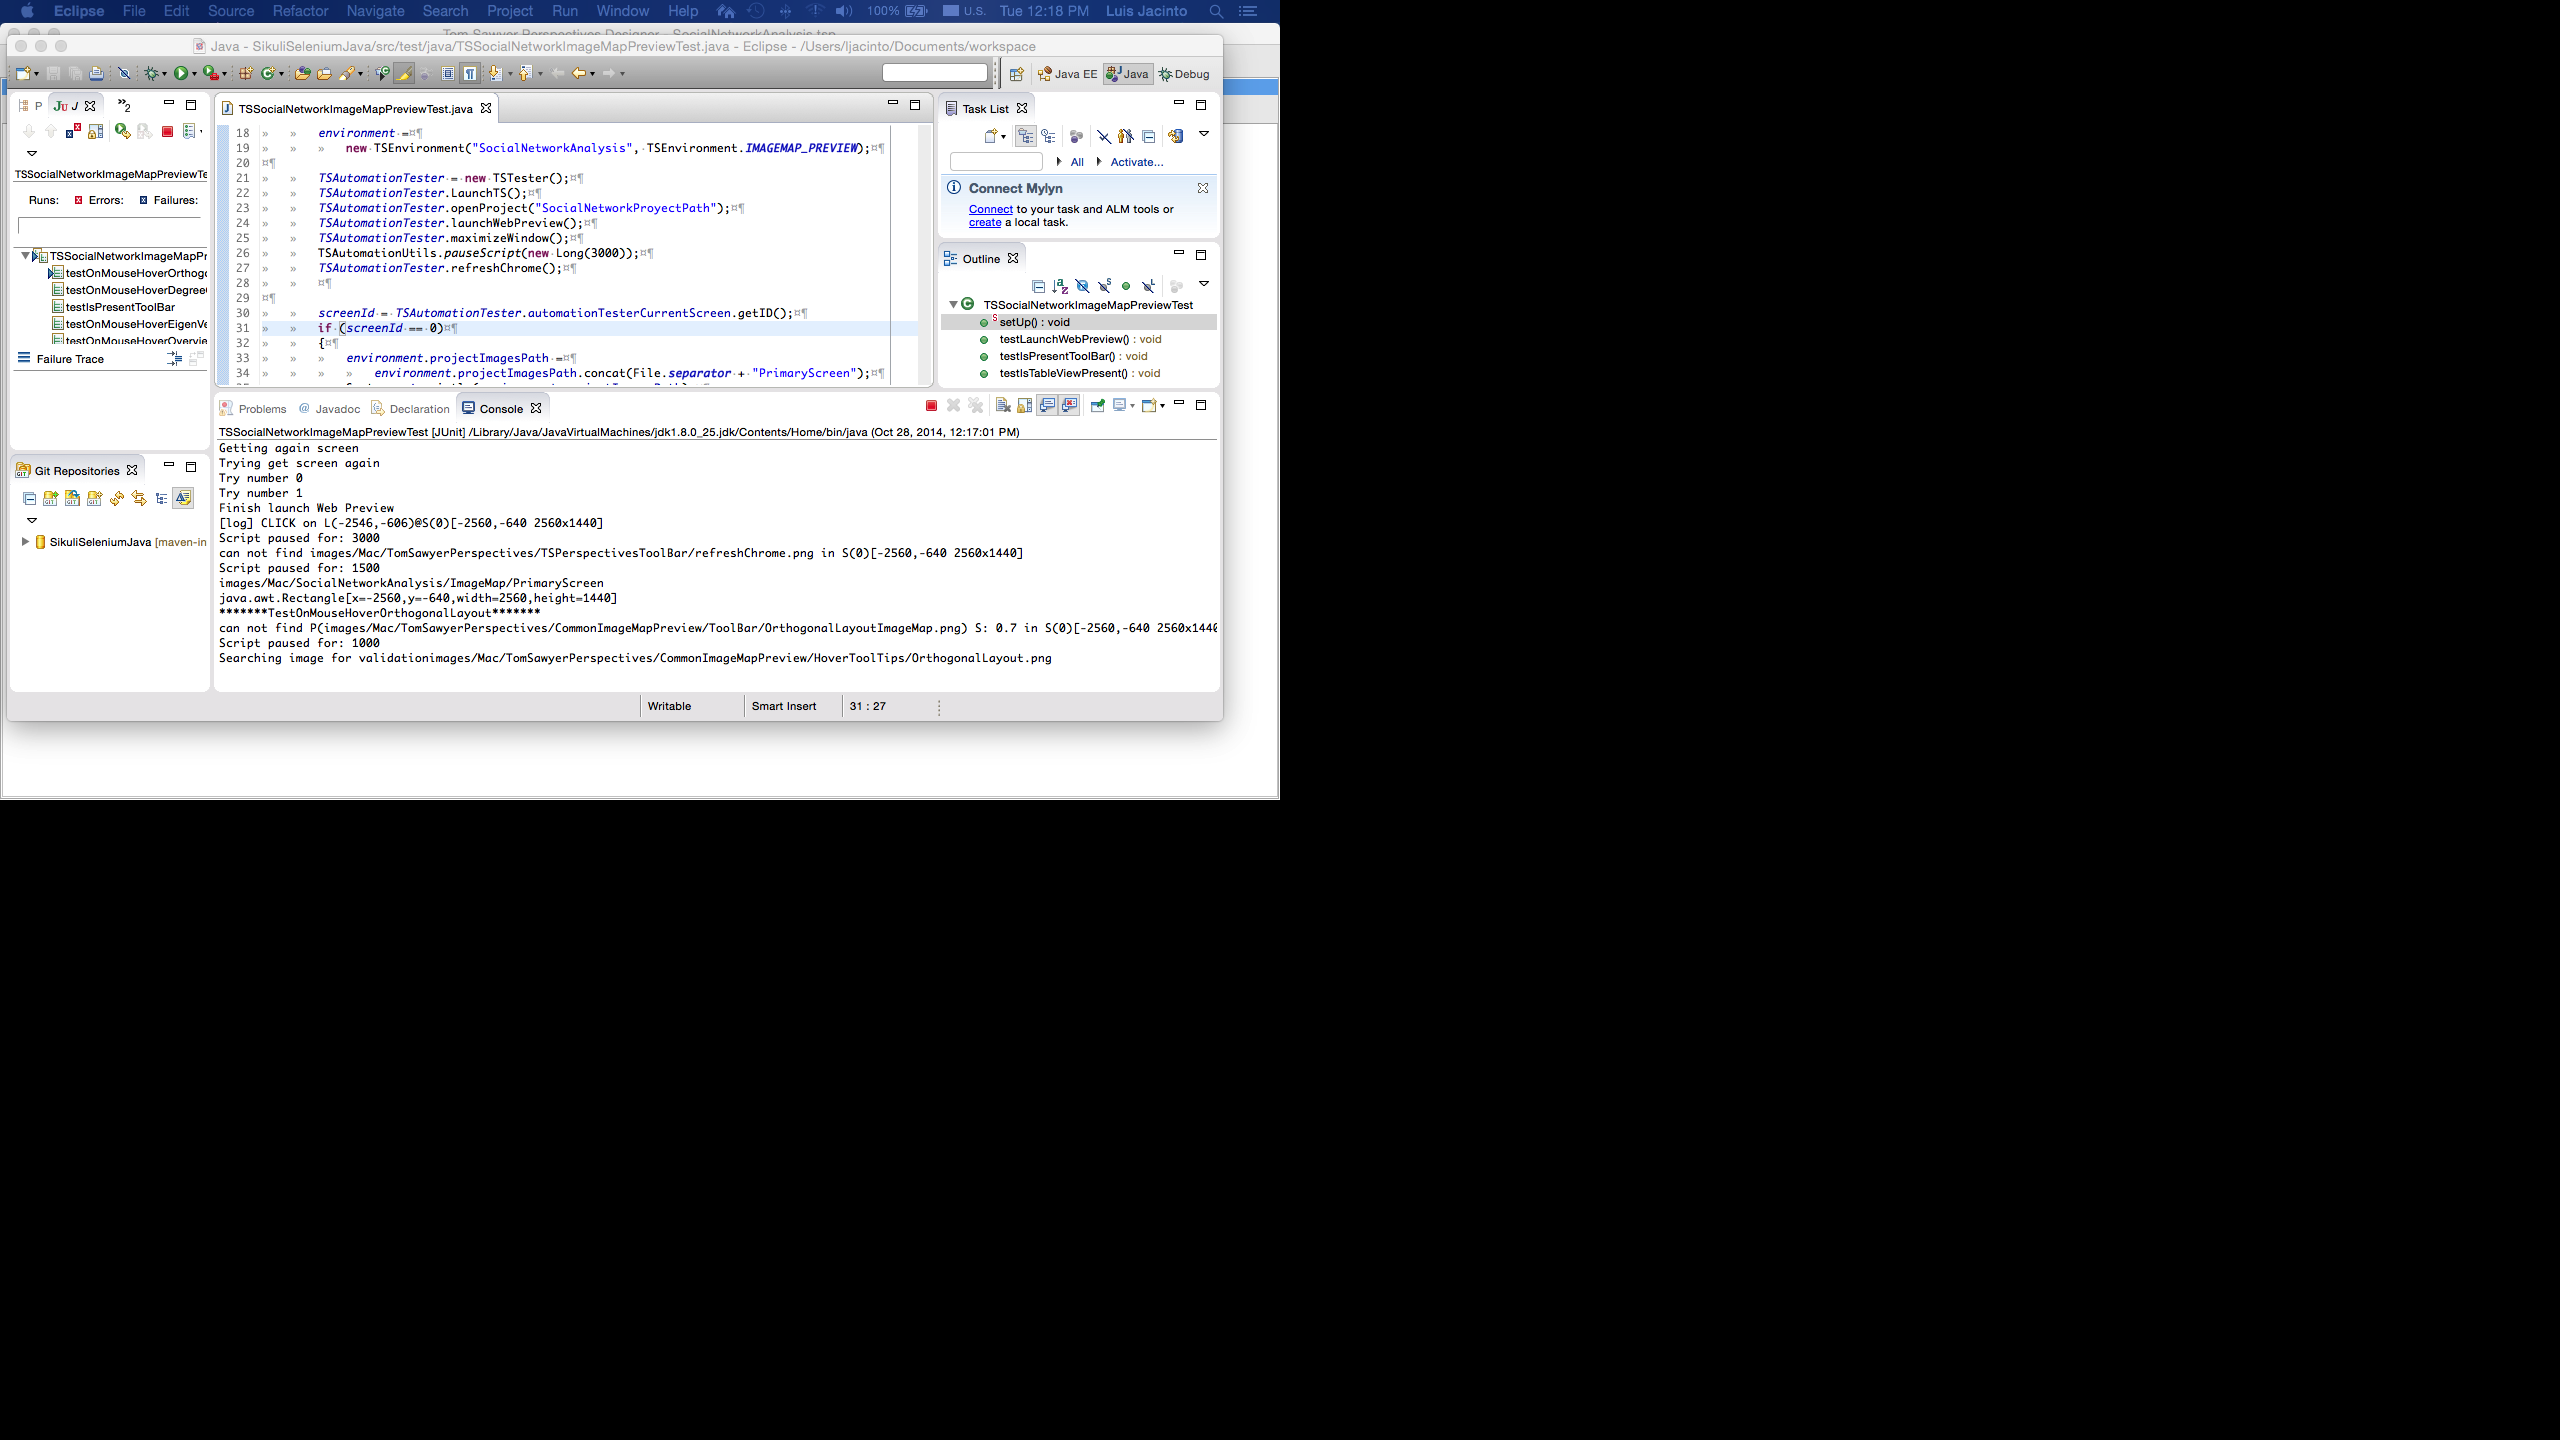 Eclipse File Edit Source Refactor Navigate Search Project Run Window Help 100% U.S. Tue 12:18 PM Luis Jacinto
Java - SikuliSeleniumJava/src/test/java/TSSocialNetworkImageMapPreviewTest.java - Eclipse - /Users/ljacinto/Documents/workspace
Java EE Java Debug
P JU J »2
TSSocialNetworkImageMapPreviewTe
Runs: Errors: Failures:
TSSocialNetworkImageMapPr
testOnMouseHoverOrthogo
testOnMouseHoverDegree
testIsPresentToolBar
testOnMouseHoverEigenVe
testOnMouseHoverOvervie
Failure Trace
Git Repositories
SikuliSeleniumJava [maven-in
TSSocialNetworkImageMapPreviewTest.java
18 » » environment·=¤¶
19 » » » new·TSEnvironment("SocialNetworkAnalysis",·TSEnvironment.IMAGEMAP_PREVIEW);¤¶
20 ¤¶
21 » » TSAutomationTester·=·new·TSTester();¤¶
22 » » TSAutomationTester.LaunchTS();¤¶
23 » » TSAutomationTester.openProject("SocialNetworkProyectPath");¤¶
24 » » TSAutomationTester.launchWebPreview();¤¶
25 » » TSAutomationTester.maximizeWindow();¤¶
26 » » TSAutomationUtils.pauseScript(new·Long(3000));¤¶
27 » » TSAutomationTester.refreshChrome();¤¶
28 » » ¤¶
29 ¤¶
30 » » screenId·=·TSAutomationTester.automationTesterCurrentScreen.getID();¤¶
31 » » if·(screenId·==·0)¤¶
32 » » {¤¶
33 » » » environment.projectImagesPath·=¤¶
34 » » » » environment.projectImagesPath.concat(File.separator·+·"PrimaryScreen");¤¶
Task List
All Activate...
Connect Mylyn
Connect to your task and ALM tools or
create a local task.
Outline
TSSocialNetworkImageMapPreviewTest
setUp() : void
testLaunchWebPreview() : void
testIsPresentToolBar() : void
testIsTableViewPresent() : void
Problems @ Javadoc Declaration Console
TSSocialNetworkImageMapPreviewTest [JUnit] /Library/Java/JavaVirtualMachines/jdk1.8.0_25.jdk/Contents/Home/bin/java (Oct 28, 2014, 12:17:01 PM)
Getting again screen
Trying get screen again
Try number 0
Try number 1
Finish launch Web Preview
[log] CLICK on L(-2546,-606)@S(0)[-2560,-640 2560x1440]
Script paused for: 3000
can not find images/Mac/TomSawyerPerspectives/TSPerspectivesToolBar/refreshChrome.png in S(0)[-2560,-640 2560x1440]
Script paused for: 1500
images/Mac/SocialNetworkAnalysis/ImageMap/PrimaryScreen
java.awt.Rectangle[x=-2560,y=-640,width=2560,height=1440]
*******TestOnMouseHoverOrthogonalLayout*******
can not find P(images/Mac/TomSawyerPerspectives/CommonImageMapPreview/ToolBar/OrthogonalLayoutImageMap.png) S: 0.7 in S(0)[-2560,-640 2560x1440
Script paused for: 1000
Searching image for validationimages/Mac/TomSawyerPerspectives/CommonImageMapPreview/HoverToolTips/OrthogonalLayout.png
Writable Smart Insert 31 : 27